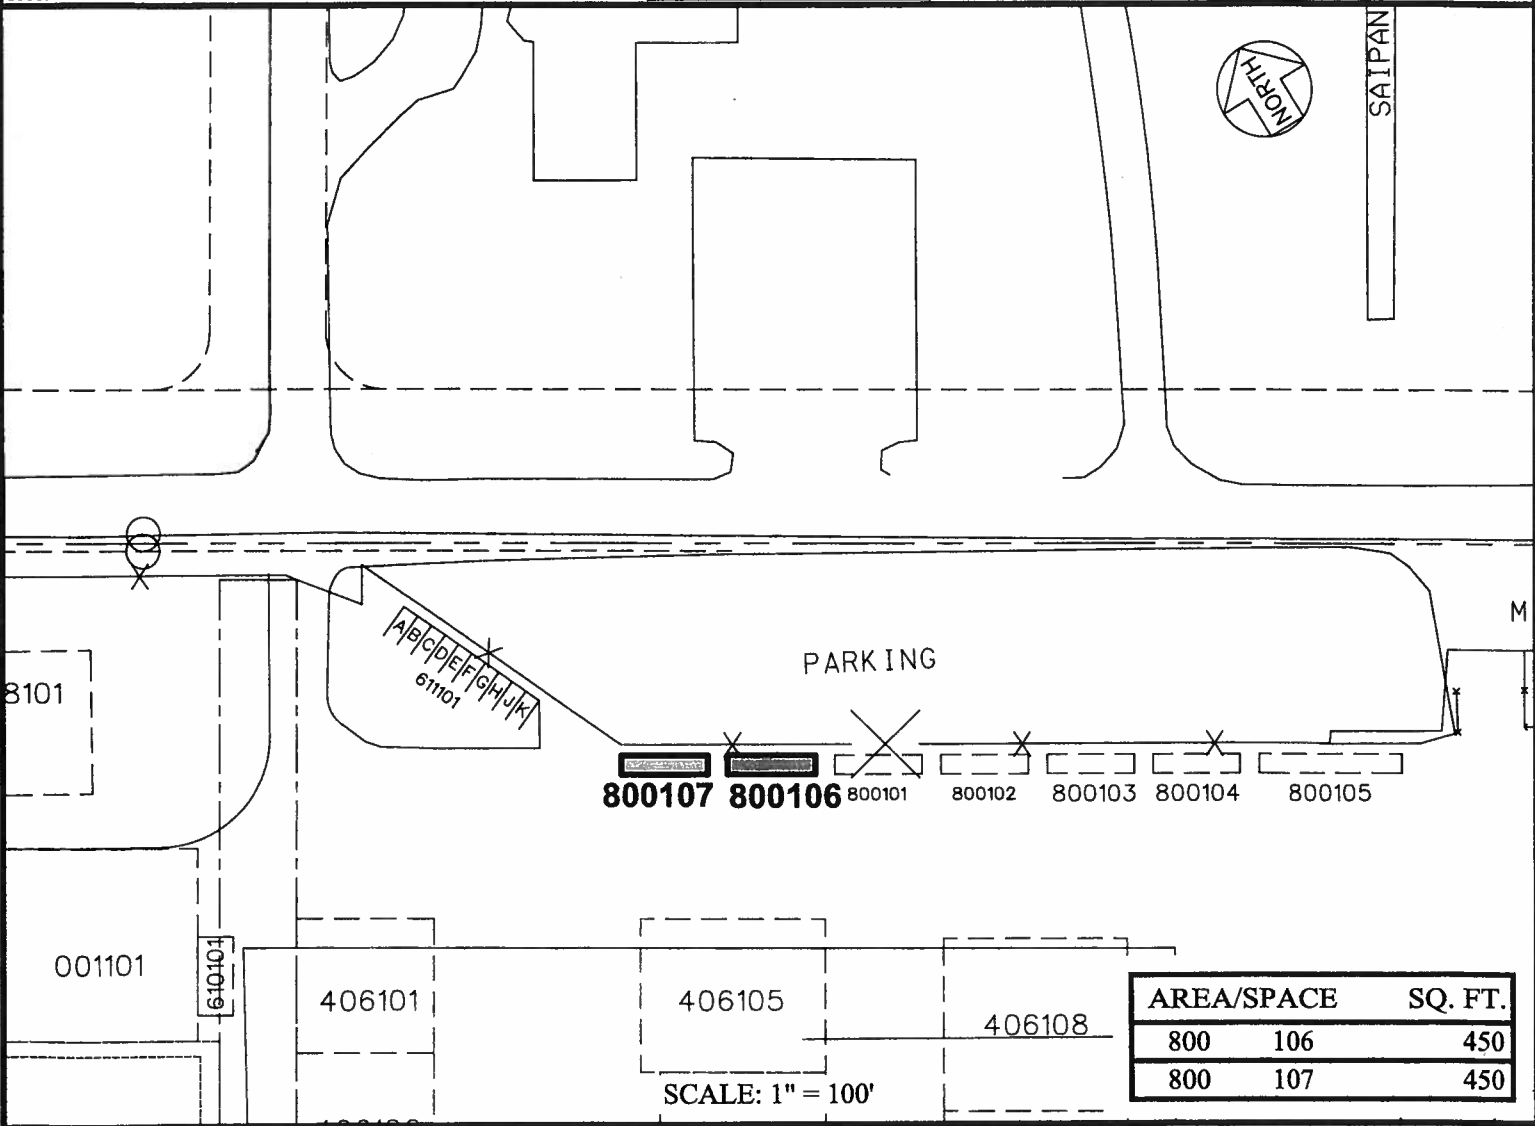 SAIPAN
NORTH
M
PARKING
A B C D E F G H J K
611101
8101
800107 800106 800101 800102 800103 800104 800105
001101
610101
406101
406105
406108
AREA/SPACE SQ. FT.
800 106 450
800 107 450
SCALE: 1" = 100'